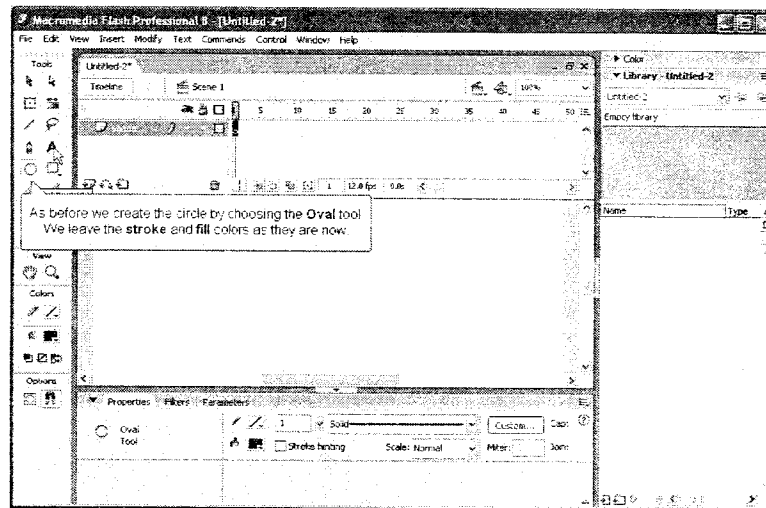 Macromedia Flash Professional 8 - [Untitled-2*]
File Edit View Insert Modify Text Commands Control Window Help
Tools
Untitled-2*
Timeline
Scene 1
100%
5 10 15 20 25 30 35 40 45 50
1 12.0 fps 0.0s
As before we create the circle by choosing the Oval tool
We leave the stroke and fill colors as they are now.
View
Colors
Options
Properties Filters Parameters
Oval
Tool
1
Solid
Custom...
Cap:
Stroke hinting
Scale: Normal
Miter:
Join:
Color
Library - Untitled-2
Untitled-2
Empty library
Name
Type